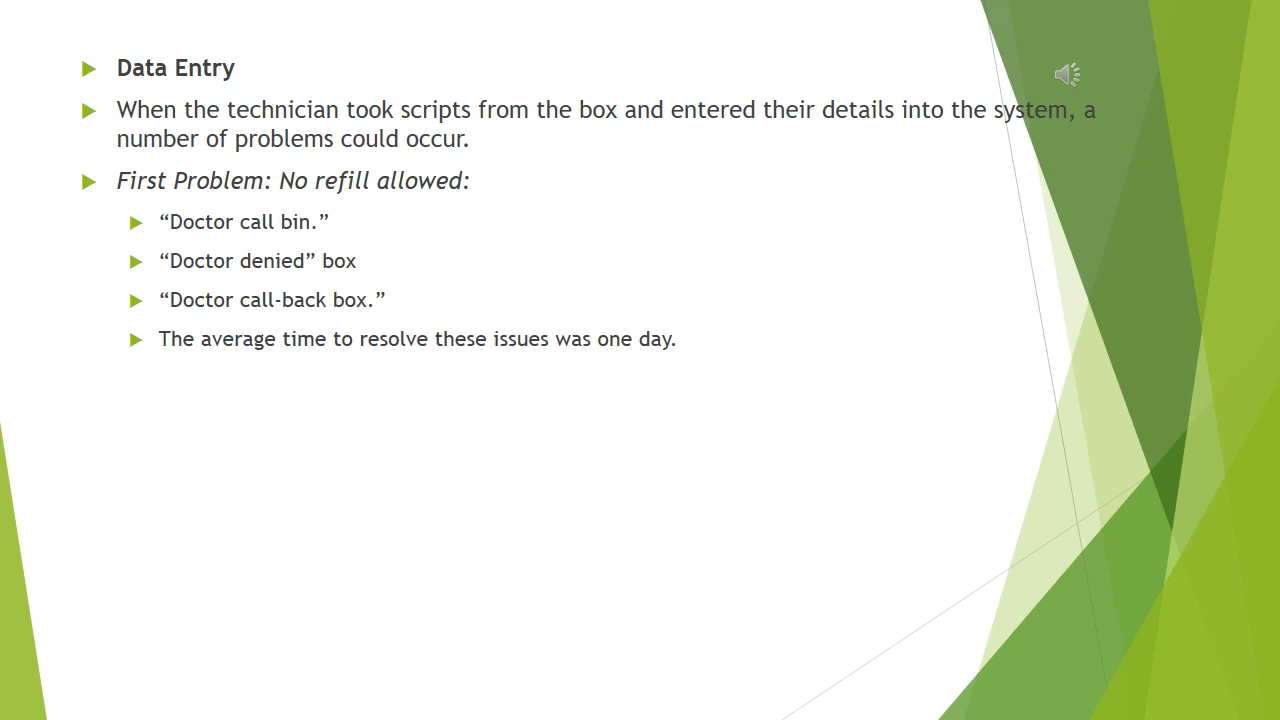 Data Entry
When the technician took scripts from the box and entered their details into the system, a
number of problems could occur.
First Problem: No refill allowed:
“Doctor call bin.”
“Doctor denied” box
“Doctor call-back box.”
The average time to resolve these issues was one day.